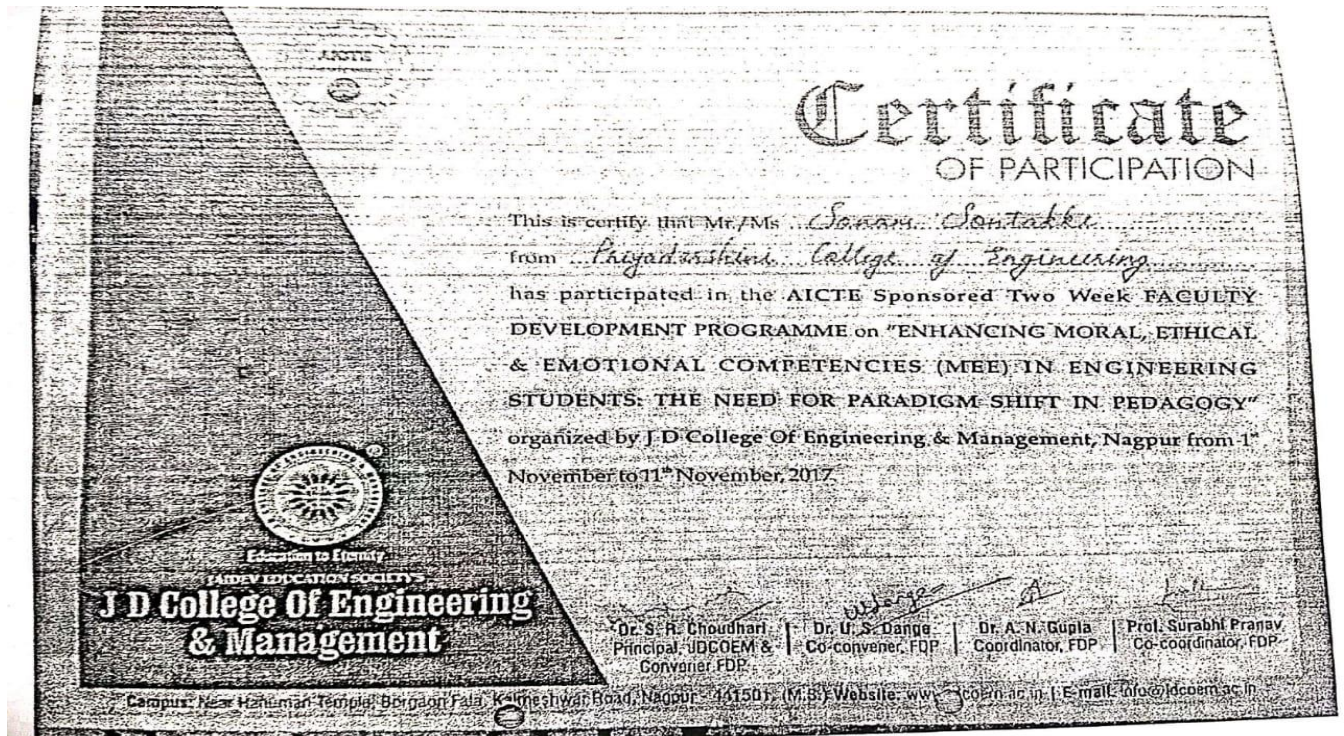 AICTE
Certificate
OF PARTICIPATION
This is certify that Mr./Ms Sonam Sontakke
from Priyadarshini College of Engineering
has participated in the AICTE Sponsored Two Week FACULTY
DEVELOPMENT PROGRAMME on "ENHANCING MORAL, ETHICAL
& EMOTIONAL COMPETENCIES (MEE) IN ENGINEERING
STUDENTS: THE NEED FOR PARADIGM SHIFT IN PEDAGOGY"
organized by J D College Of Engineering & Management, Nagpur from 1st
November to 11th November, 2017.
Education to Eternity
JAIDEV EDUCATION SOCIETY'S
J D College Of Engineering
& Management
Dr. S. R. Choudhari
Principal, JDCOEM &
Convener FDP
Dr. U. S. Dange
Co-convener, FDP
Dr. A. N. Gupta
Coordinator, FDP
Prof. Surabhi Pranav
Co-coordinator, FDP
Campus: Near Hanuman Temple, Borgaon Fata, Kalmeshwar Road, Nagpur - 441501, (M.S.) Website: www.jdcoem.ac.in | E-mail: info@jdcoem.ac.in